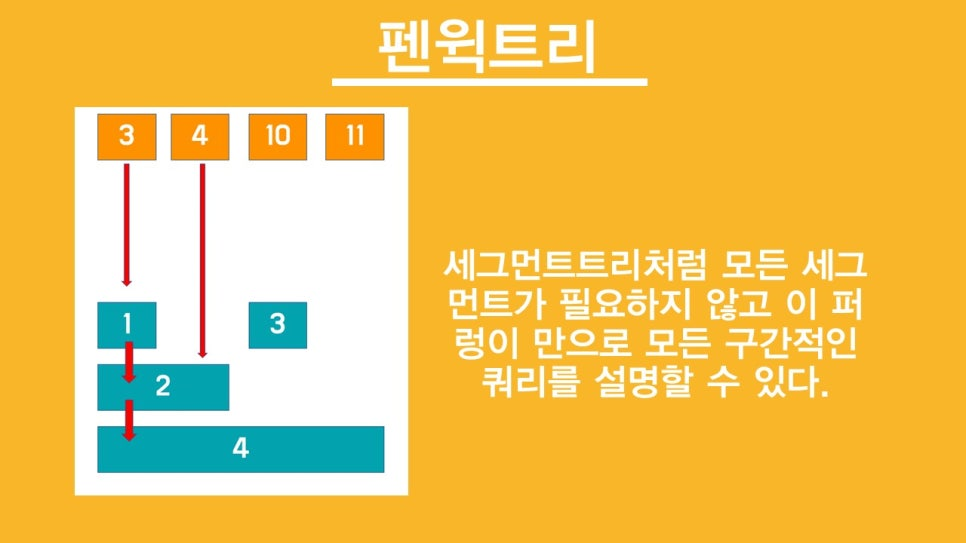 펜윅트리
3 4 10 11
1 3
2
4
세그먼트트리처럼 모든 세그
먼트가 필요하지 않고 이 퍼
렁이 만으로 모든 구간적인
쿼리를 설명할 수 있다.